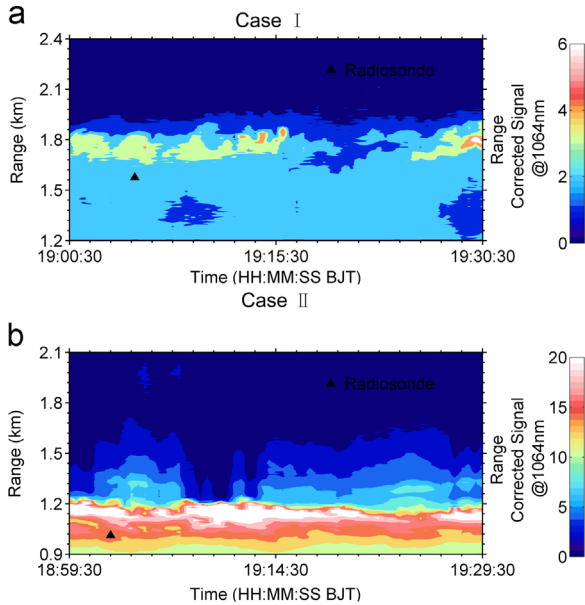 a
Case Ⅰ
Range (km)
2.4
2.1
1.8
1.5
1.2
▲ Radiosonde
19:00:30
19:15:30
19:30:30
Time (HH:MM:SS BJT)
Range
Corrected Signal
@1064nm
6
4
2
0
b
Case Ⅱ
Range (km)
2.1
1.8
1.5
1.2
0.9
▲ Radiosonde
18:59:30
19:14:30
19:29:30
Time (HH:MM:SS BJT)
Range
Corrected Signal
@1064nm
20
15
10
5
0